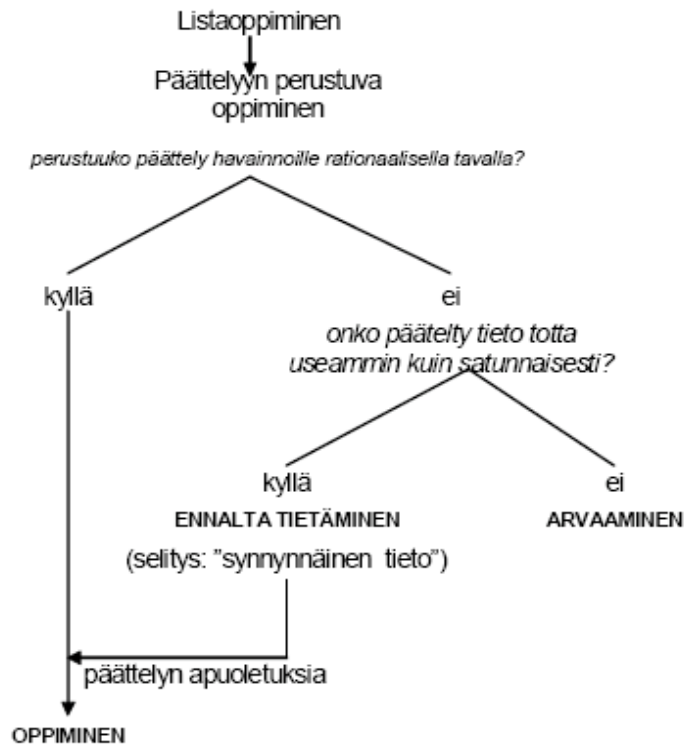 Listaoppiminen
Päättelyyn perustuva
oppiminen
perustuuko päättely havainnoille rationaalisella tavalla?
kyllä
ei
onko päätelty tieto totta
useammin kuin satunnaisesti?
kyllä
ei
ENNALTA TIETÄMINEN
ARVAAMINEN
(selitys: ”synnynnäinen tieto”)
päättelyn apuoletuksia
OPPIMINEN